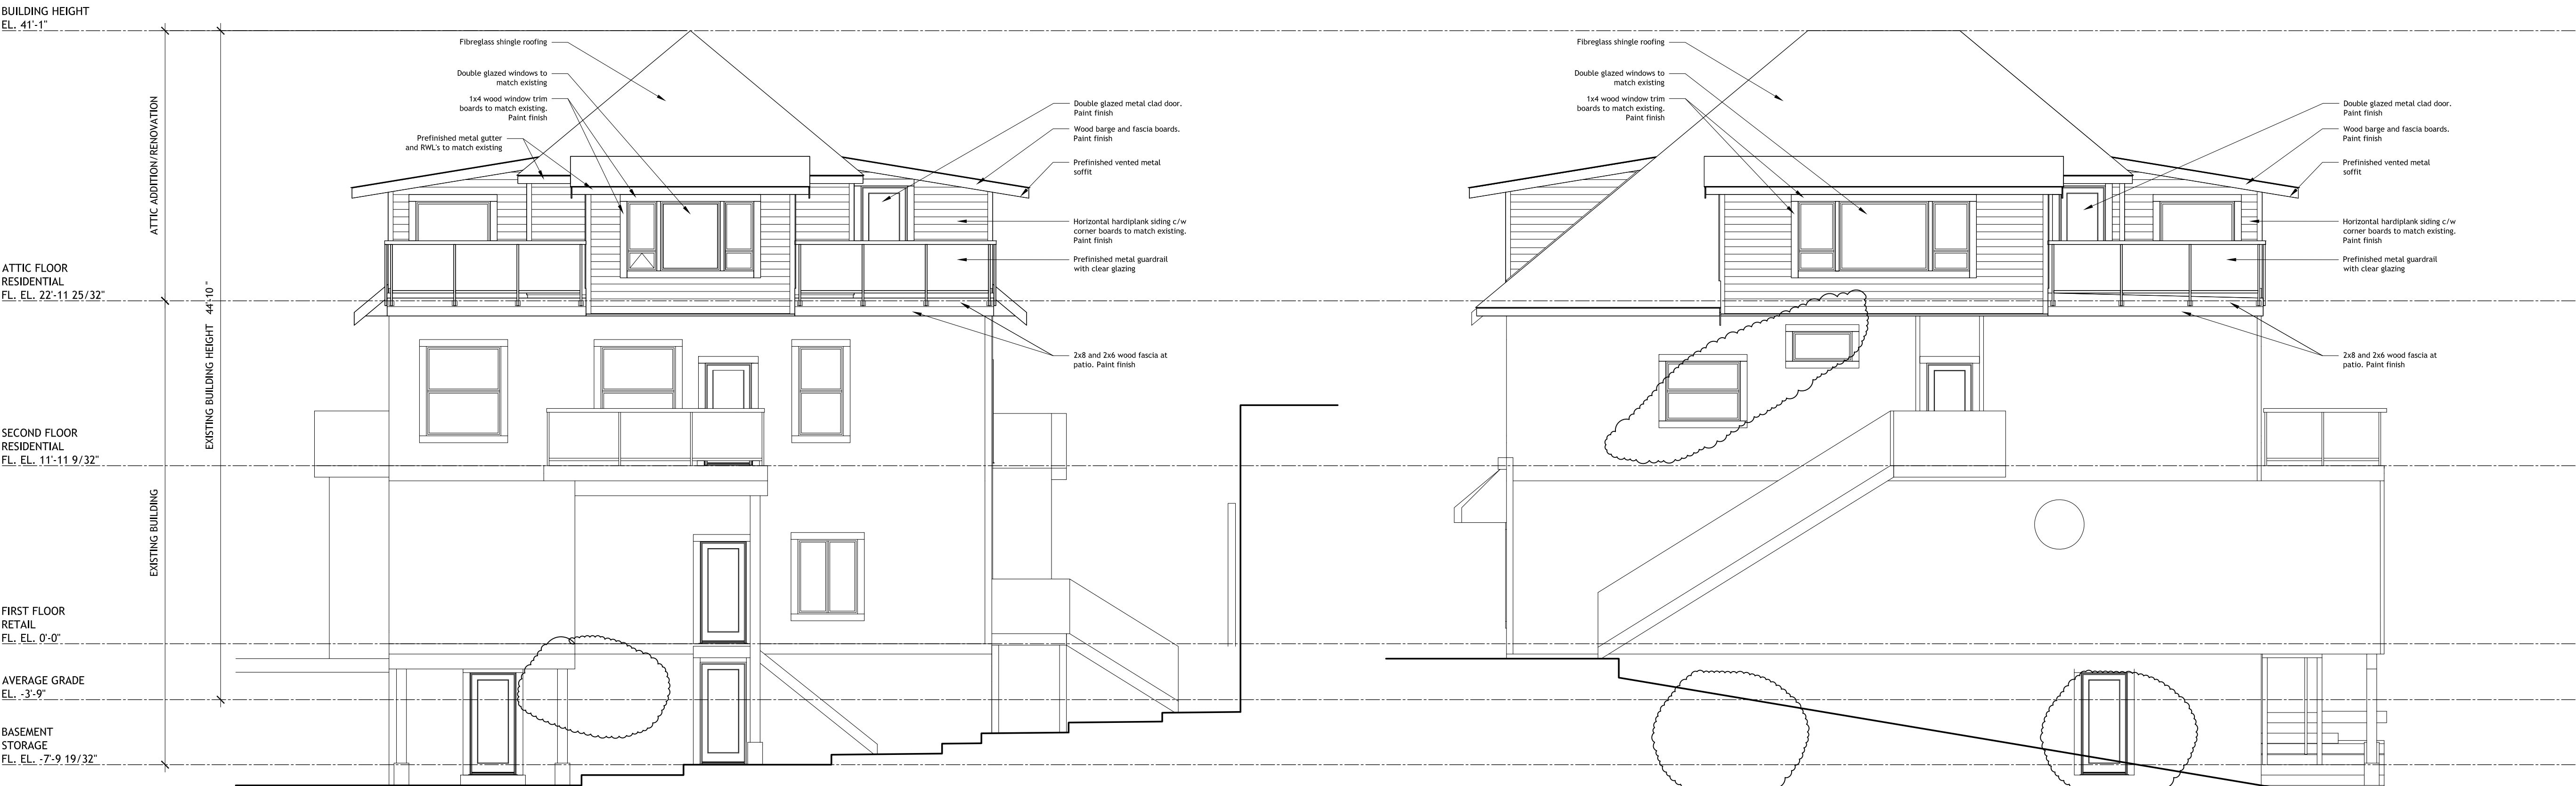 BUILDING HEIGHT
EL. 41'-1"
ATTIC ADDITION/RENOVATION
EXISTING BUILDING HEIGHT   44'-10 "
EXISTING BUILDING
ATTIC FLOOR
RESIDENTIAL
FL. EL. 22'-11 25/32"
SECOND FLOOR
RESIDENTIAL
FL. EL. 11'-11 9/32"
FIRST FLOOR
RETAIL
FL. EL. 0'-0"
AVERAGE GRADE
EL. -3'-9"
BASEMENT
STORAGE
FL. EL. -7'-9 19/32"
Fibreglass shingle roofing
Double glazed windows to
match existing
1x4 wood window trim
boards to match existing.
Paint finish
Prefinished metal gutter
and RWL's to match existing
Double glazed metal clad door.
Paint finish
Wood barge and fascia boards.
Paint finish
Prefinished vented metal
soffit
Horizontal hardiplank siding c/w
corner boards to match existing.
Paint finish
Prefinished metal guardrail
with clear glazing
2x8 and 2x6 wood fascia at
patio. Paint finish
Fibreglass shingle roofing
Double glazed windows to
match existing
1x4 wood window trim
boards to match existing.
Paint finish
Double glazed metal clad door.
Paint finish
Wood barge and fascia boards.
Paint finish
Prefinished vented metal
soffit
Horizontal hardiplank siding c/w
corner boards to match existing.
Paint finish
Prefinished metal guardrail
with clear glazing
2x8 and 2x6 wood fascia at
patio. Paint finish